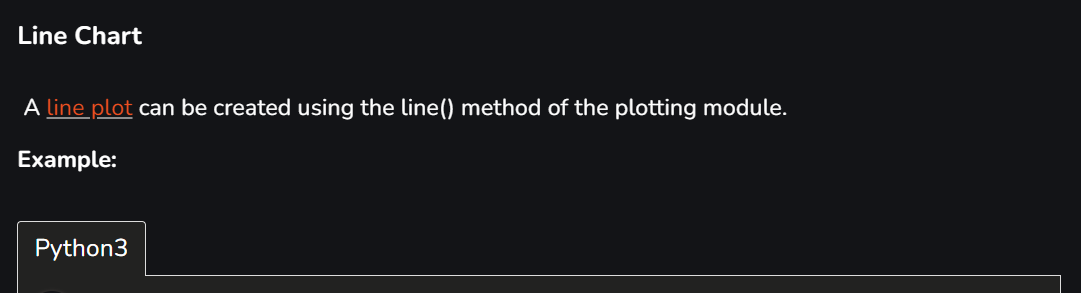 Line Chart
A line plot can be created using the line() method of the plotting module.
Example:
Python3